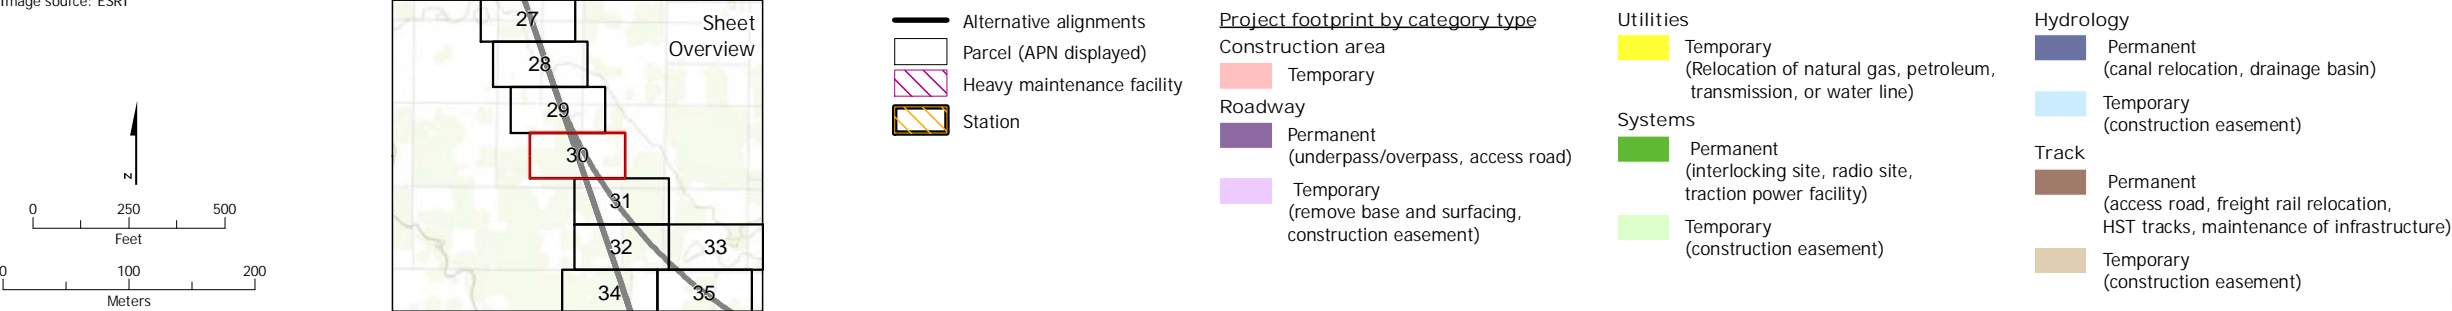 Image source: ESRI
N
0 250 500
Feet
0 100 200
Meters
Sheet
Overview
27
28
29
30
31
32
33
34
35
Alternative alignments
Parcel (APN displayed)
Heavy maintenance facility
Station
Project footprint by category type
Construction area
Temporary
Roadway
Permanent
(underpass/overpass, access road)
Temporary
(remove base and surfacing,
construction easement)
Utilities
Temporary
(Relocation of natural gas, petroleum,
transmission, or water line)
Systems
Permanent
(interlocking site, radio site,
traction power facility)
Temporary
(construction easement)
Hydrology
Permanent
(canal relocation, drainage basin)
Temporary
(construction easement)
Track
Permanent
(access road, freight rail relocation,
HST tracks, maintenance of infrastructure)
Temporary
(construction easement)